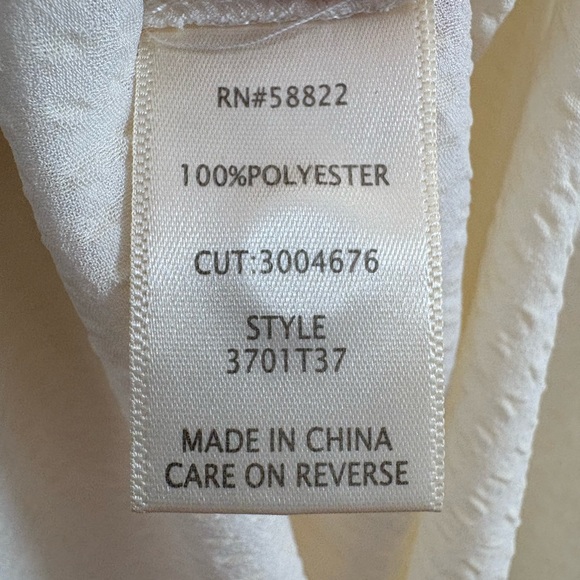 RN#58822
100%POLYESTER
CUT:3004676
STYLE
3701T37
MADE IN CHINA
CARE ON REVERSE